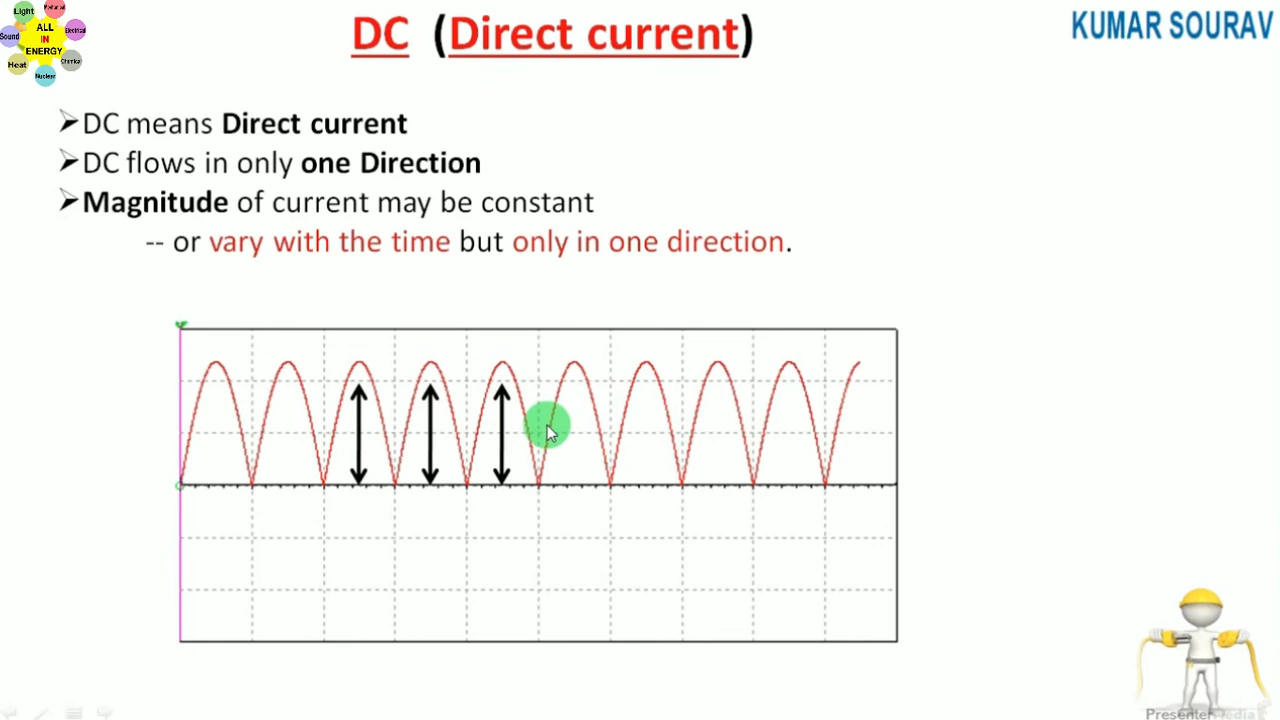 Light
Sound
ALL
IN
ENERGY
Heat
Nuclear
DC (Direct current)
KUMAR SOURAV
➢DC means Direct current
➢DC flows in only one Direction
➢Magnitude of current may be constant
-- or vary with the time but only in one direction.
PresenterMedia